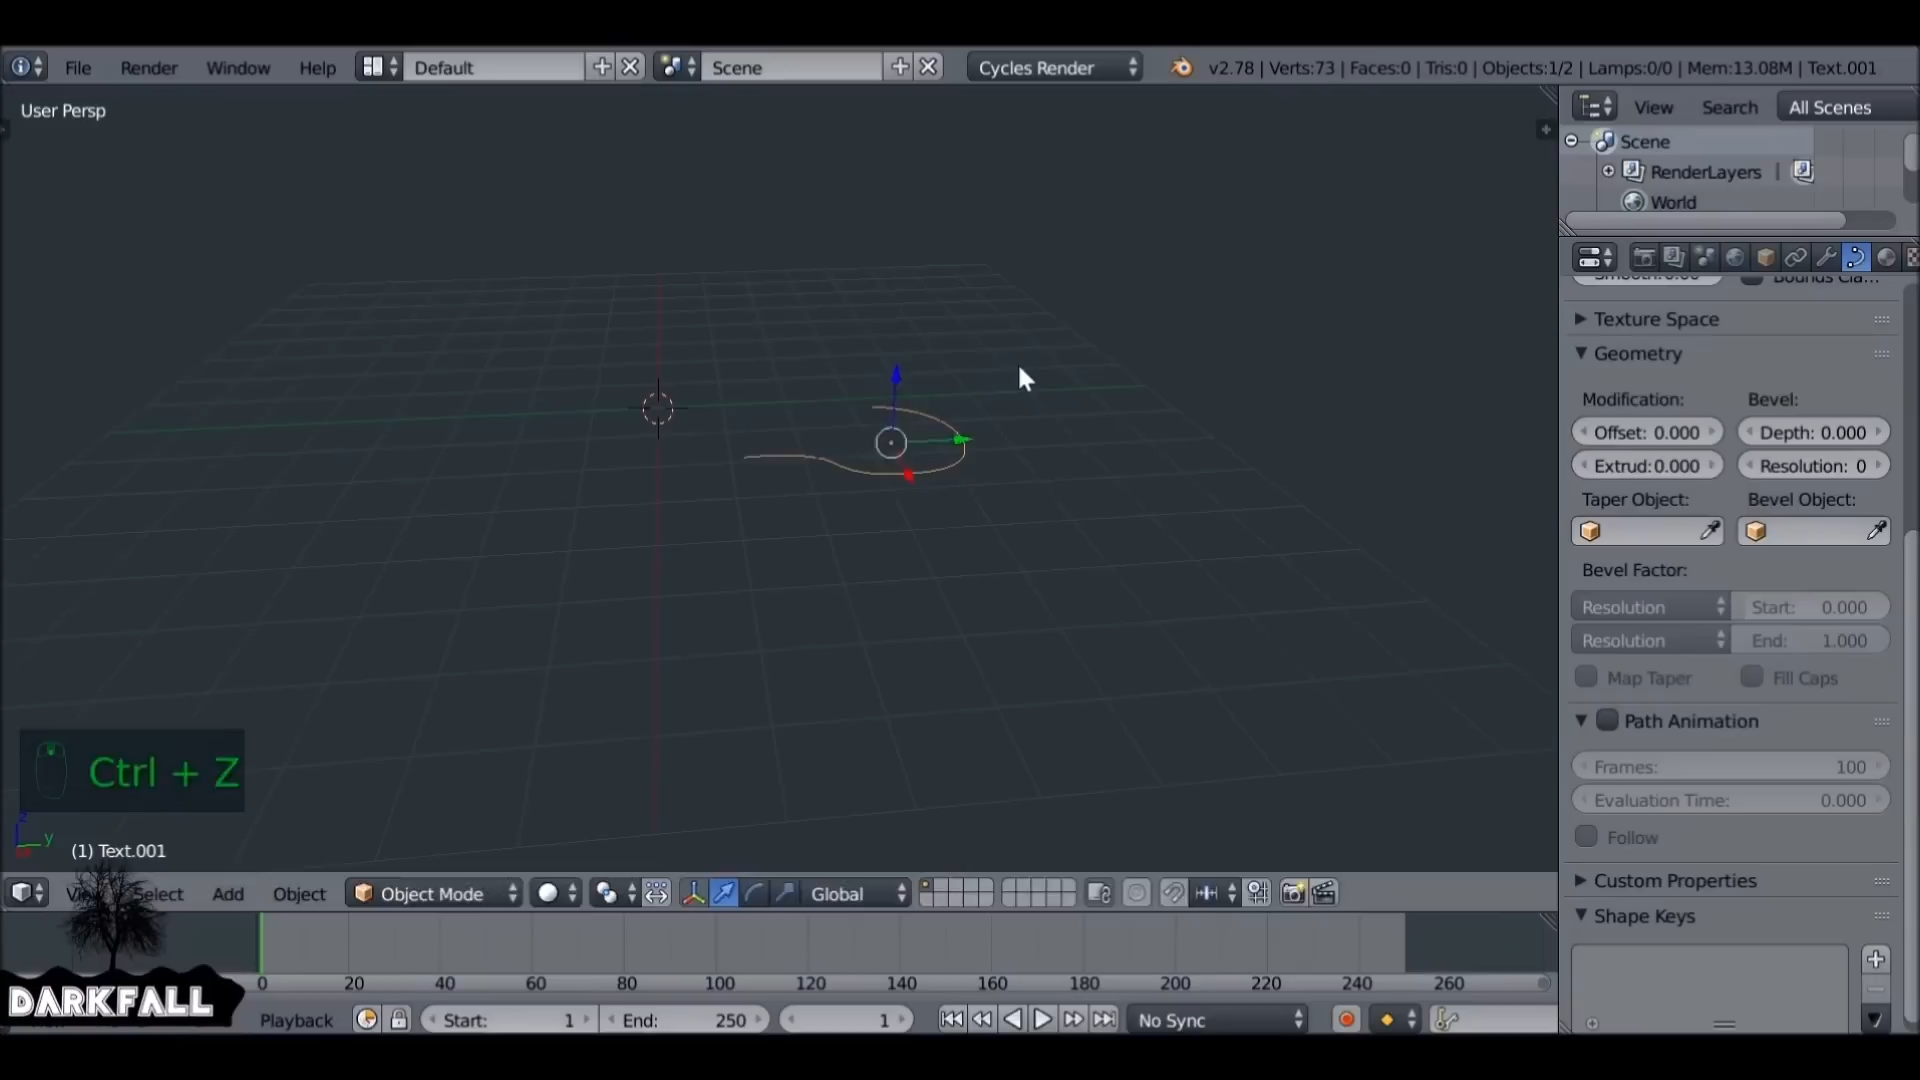 File Render Window Help Default Scene Cycles Render v2.78 | Verts:73 | Faces:0 | Tris:0 | Objects:1/2 | Lamps:0/0 | Mem:13.08M | Text.001
User Persp
View Search All Scenes
Scene
RenderLayers |
World
Smooth:0.00 Bounds Cla...
Texture Space
Geometry
Modification: Bevel:
Offset: 0.000 Depth: 0.000
Extrud:0.000 Resolution: 0
Taper Object: Bevel Object:
Bevel Factor:
Resolution Start: 0.000
Resolution End: 1.000
Map Taper Fill Caps
Path Animation
Frames: 100
Evaluation Time: 0.000
Follow
Custom Properties
Shape Keys
Ctrl + Z
z
y
(1) Text.001
View Select Add Object Object Mode Global
0 20 40 60 80 100 120 140 160 180 200 220 240 260
DARKFALL
Playback Start: 1 End: 250 1 No Sync